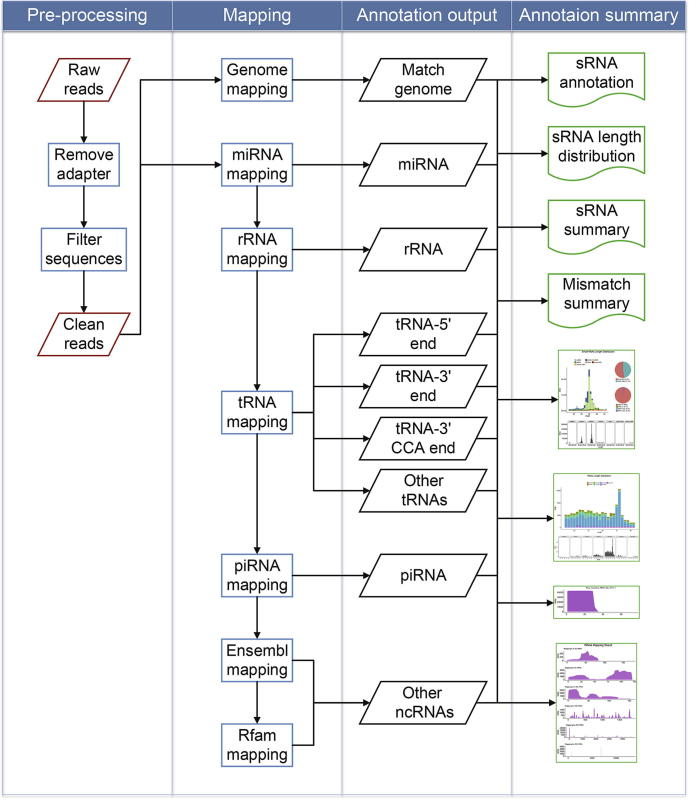 Pre-processing
Mapping
Annotation output
Annotaion summary
Raw
reads
Remove
adapter
Filter
sequences
Clean
reads
Genome
mapping
miRNA
mapping
rRNA
mapping
tRNA
mapping
piRNA
mapping
Ensembl
mapping
Rfam
mapping
Match
genome
miRNA
rRNA
tRNA-5'
end
tRNA-3'
end
tRNA-3'
CCA end
Other
tRNAs
piRNA
Other
ncRNAs
sRNA
annotation
sRNA length
distribution
sRNA
summary
Mismatch
summary